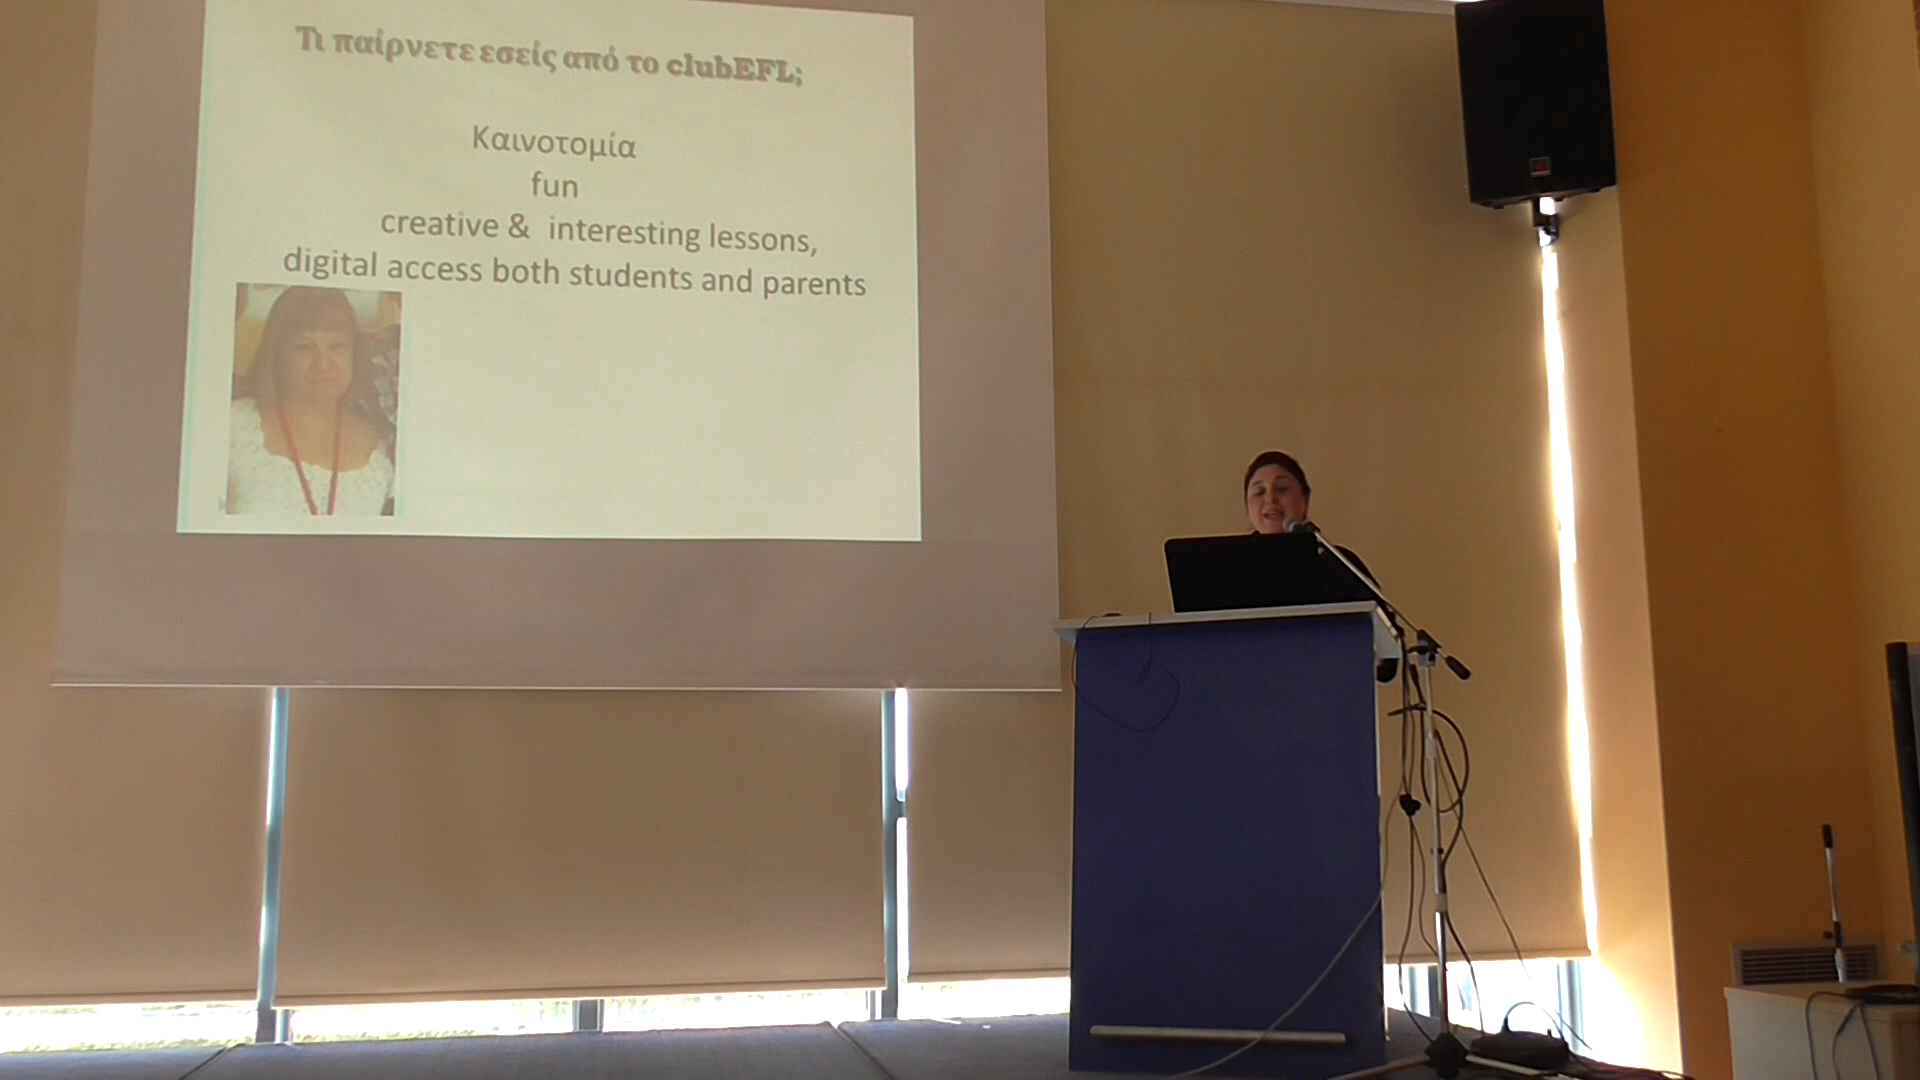 Τι παίρνετε εσείς από το clubEFL;
Καινοτομία
fun
creative & interesting lessons,
digital access both students and parents